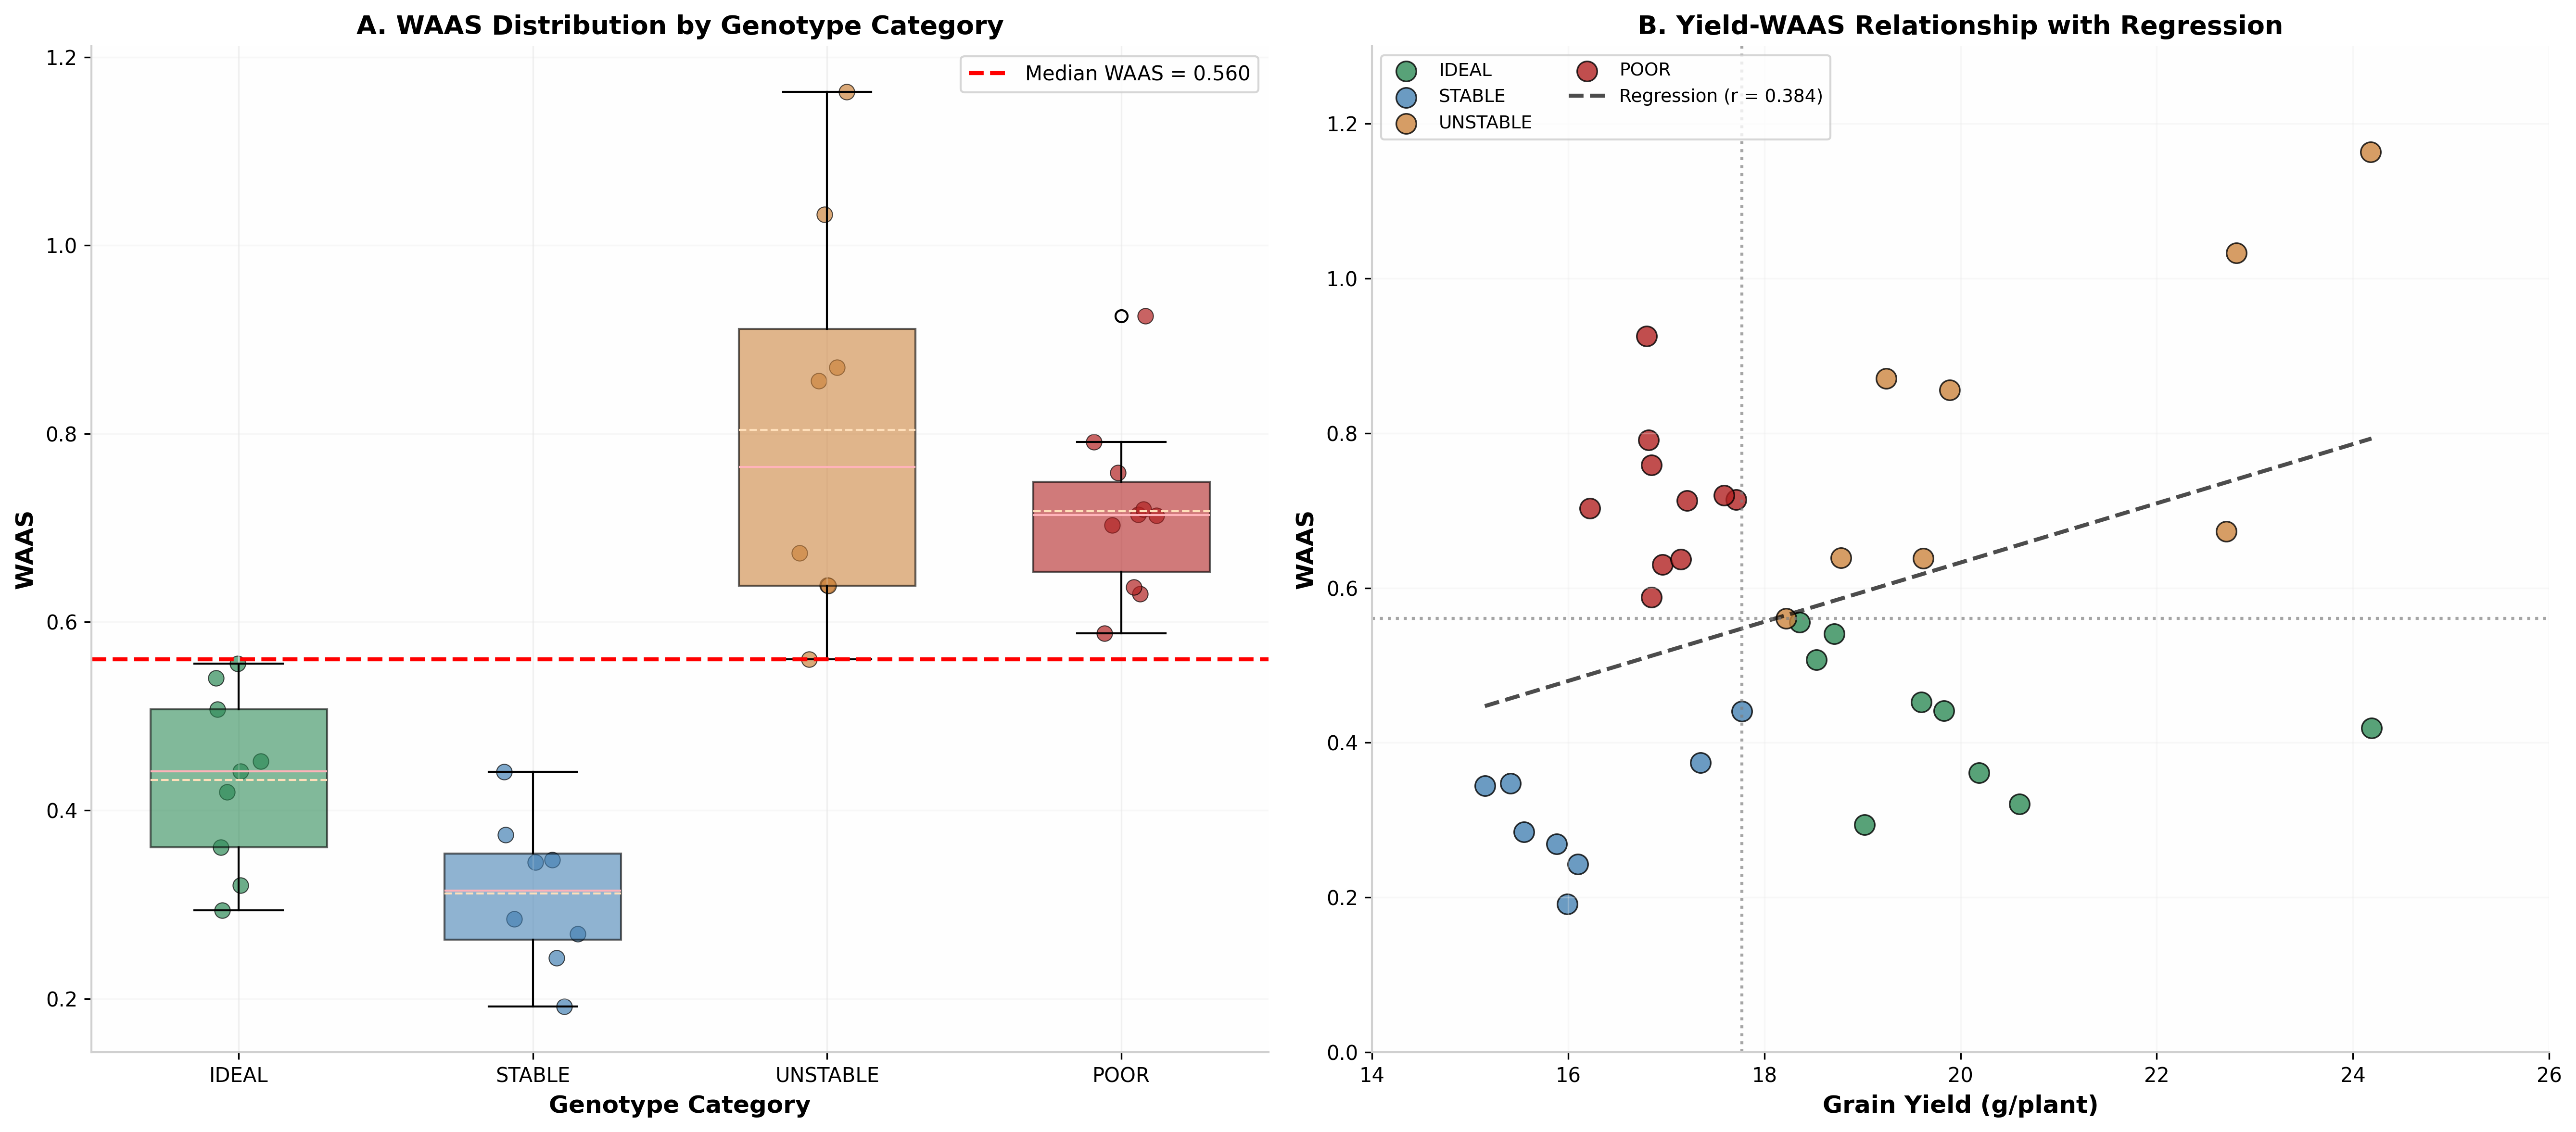 A. WAAS Distribution by Genotype Category
Median WAAS = 0.560
1.2
1.0
0.8
0.6
0.4
0.2
WAAS
IDEAL
STABLE
UNSTABLE
POOR
Genotype Category
B. Yield-WAAS Relationship with Regression
IDEAL
STABLE
UNSTABLE
POOR
Regression (r = 0.384)
1.2
1.0
0.8
0.6
0.4
0.2
0.0
WAAS
14
16
18
20
22
24
26
Grain Yield (g/plant)